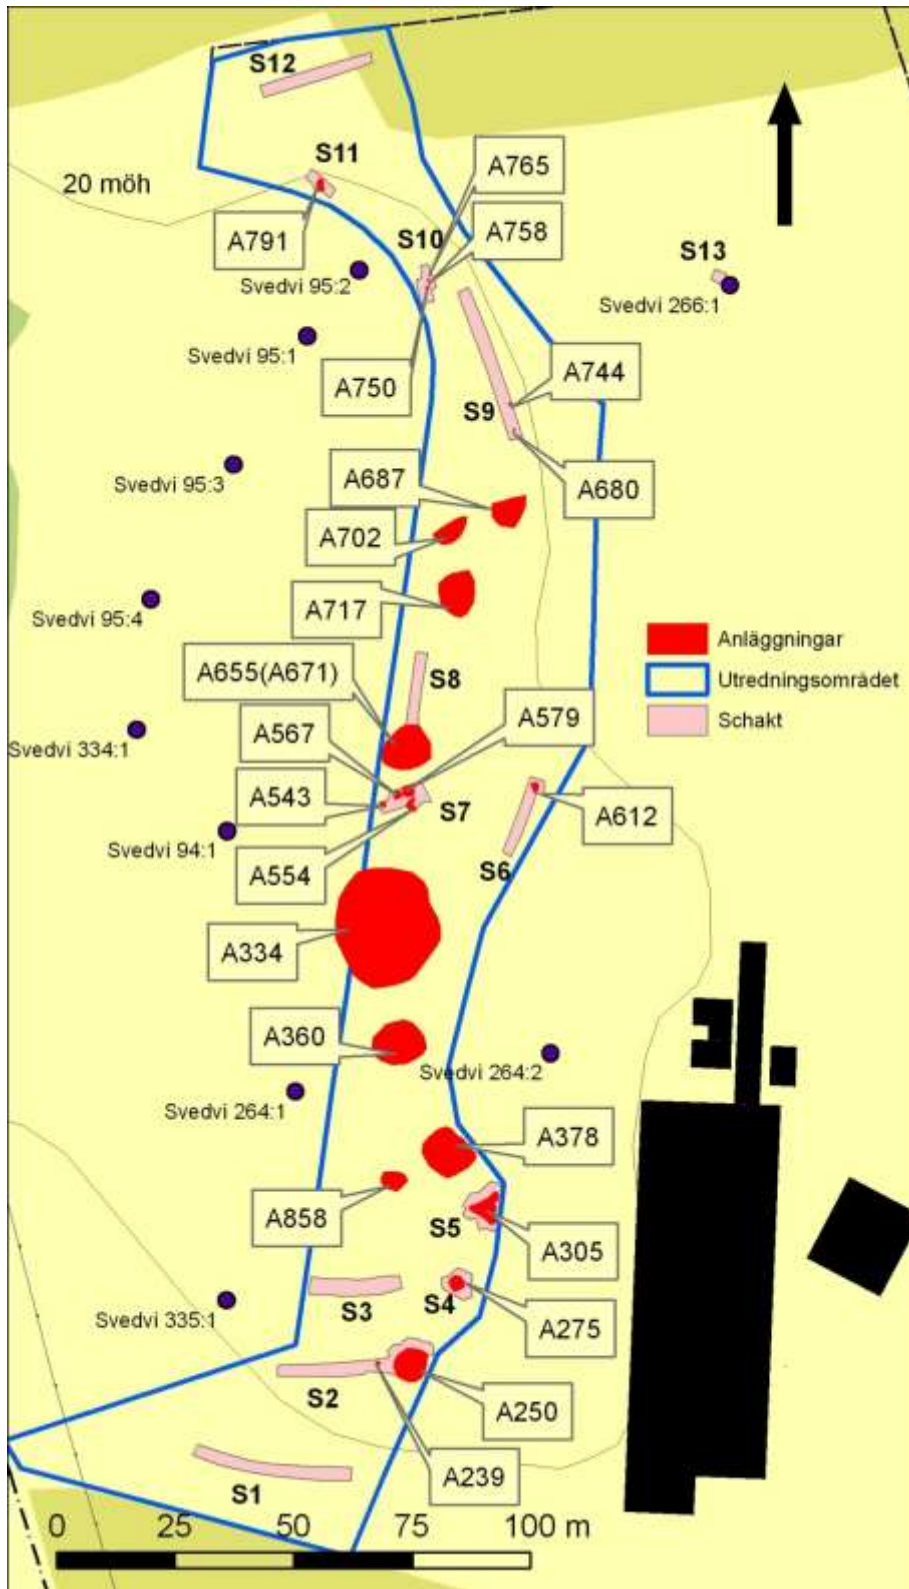 S12
S11
A765
20 möh
A791
S10
A758
S13
Svedvi 95:2
Svedvi 266:1
Svedvi 95:1
A750
A744
S9
A687
Svedvi 95:3
A680
A702
Svedvi 95:4
A717
Anläggningar
A655(A671)
S8
Utredningsområdet
A579
Schakt
A567
Svedvi 334:1
A543
S7
A612
Svedvi 94:1
A554
S6
A334
A360
Svedvi 264:2
Svedvi 264:1
A378
A858
S5
A305
S3
S4
Svedvi 335:1
A275
S2
A250
A239
S1
0 25 50 75 100 m